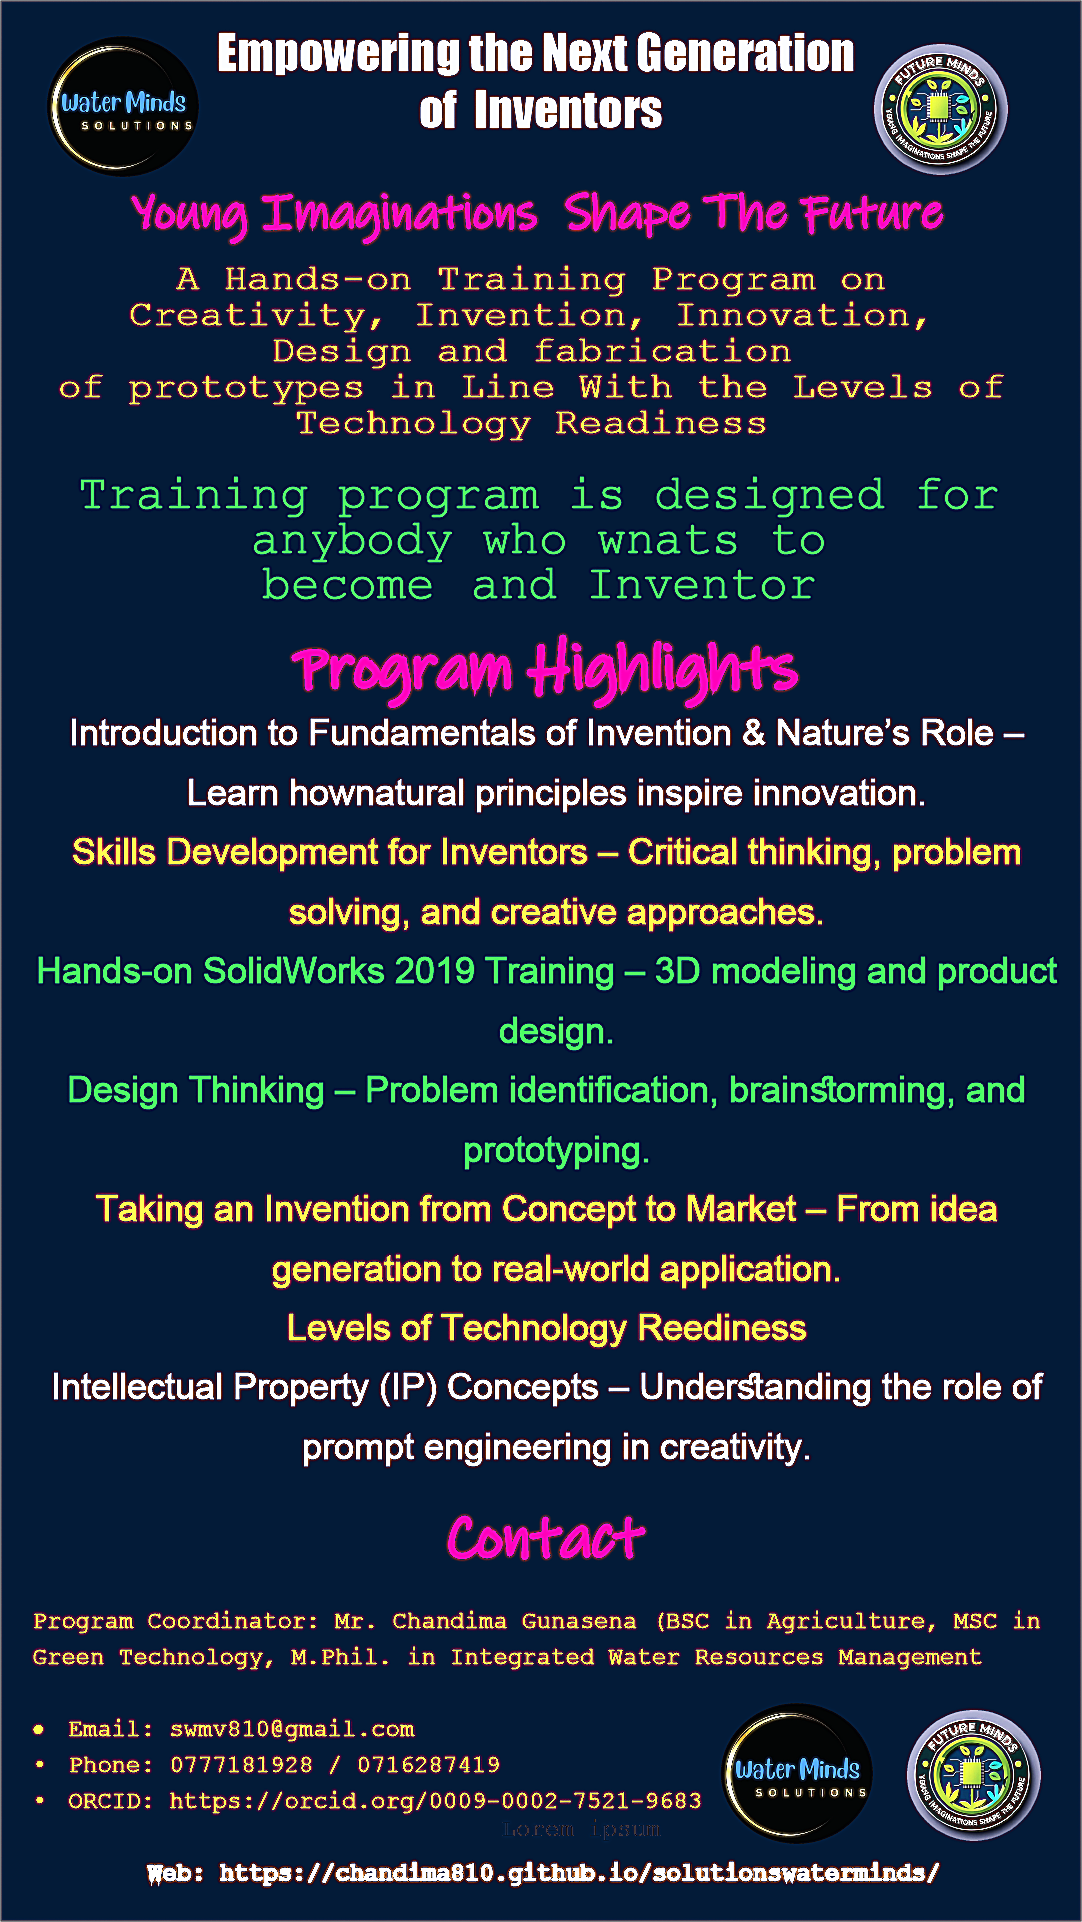 Empowering the Next Generation
of Inventors
Water Minds
SOLUTIONS
FUTURE MINDS
YOUNG IMAGINATIONS SHAPE THE FUTURE
Young Imaginations Shape The Future
A Hands-on Training Program on
Creativity, Invention, Innovation,
Design and fabrication
of prototypes in Line With the Levels of
Technology Readiness
Training program is designed for
anybody who wnats to
become and Inventor
Program Highlights
Introduction to Fundamentals of Invention & Nature’s Role –
Learn hownatural principles inspire innovation.
Skills Development for Inventors – Critical thinking, problem
solving, and creative approaches.
Hands-on SolidWorks 2019 Training – 3D modeling and product
design.
Design Thinking – Problem identification, brainstorming, and
prototyping.
Taking an Invention from Concept to Market – From idea
generation to real-world application.
Levels of Technology Reediness
Intellectual Property (IP) Concepts – Understanding the role of
prompt engineering in creativity.
Contact
Program Coordinator: Mr. Chandima Gunasena (BSC in Agriculture, MSC in
Green Technology, M.Phil. in Integrated Water Resources Management
• Email: swmv810@gmail.com
• Phone: 0777181928 / 0716287419
• ORCID: https://orcid.org/0009-0002-7521-9683
Lorem ipsum
Water Minds
SOLUTIONS
FUTURE MINDS
YOUNG IMAGINATIONS SHAPE THE FUTURE
Web: https://chandima810.github.io/solutionswaterminds/